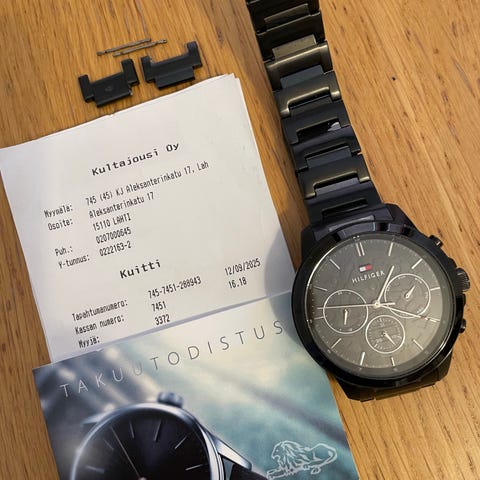 Kultajousi Oy
Myymälä: 745 (45) KJ Aleksanterinkatu 17, Lah
Osoite: Aleksanterinkatu 17
15110 LAHTI
Puh.: 0207000645
Y-tunnus: 0222163-2
Kuitti
Tapahtumanumero: 745-7451-288943 12/09/2025
Kassan numero: 7451 16.18
Myyjä: 3372
TAKUUTODISTUS
HILFIGER